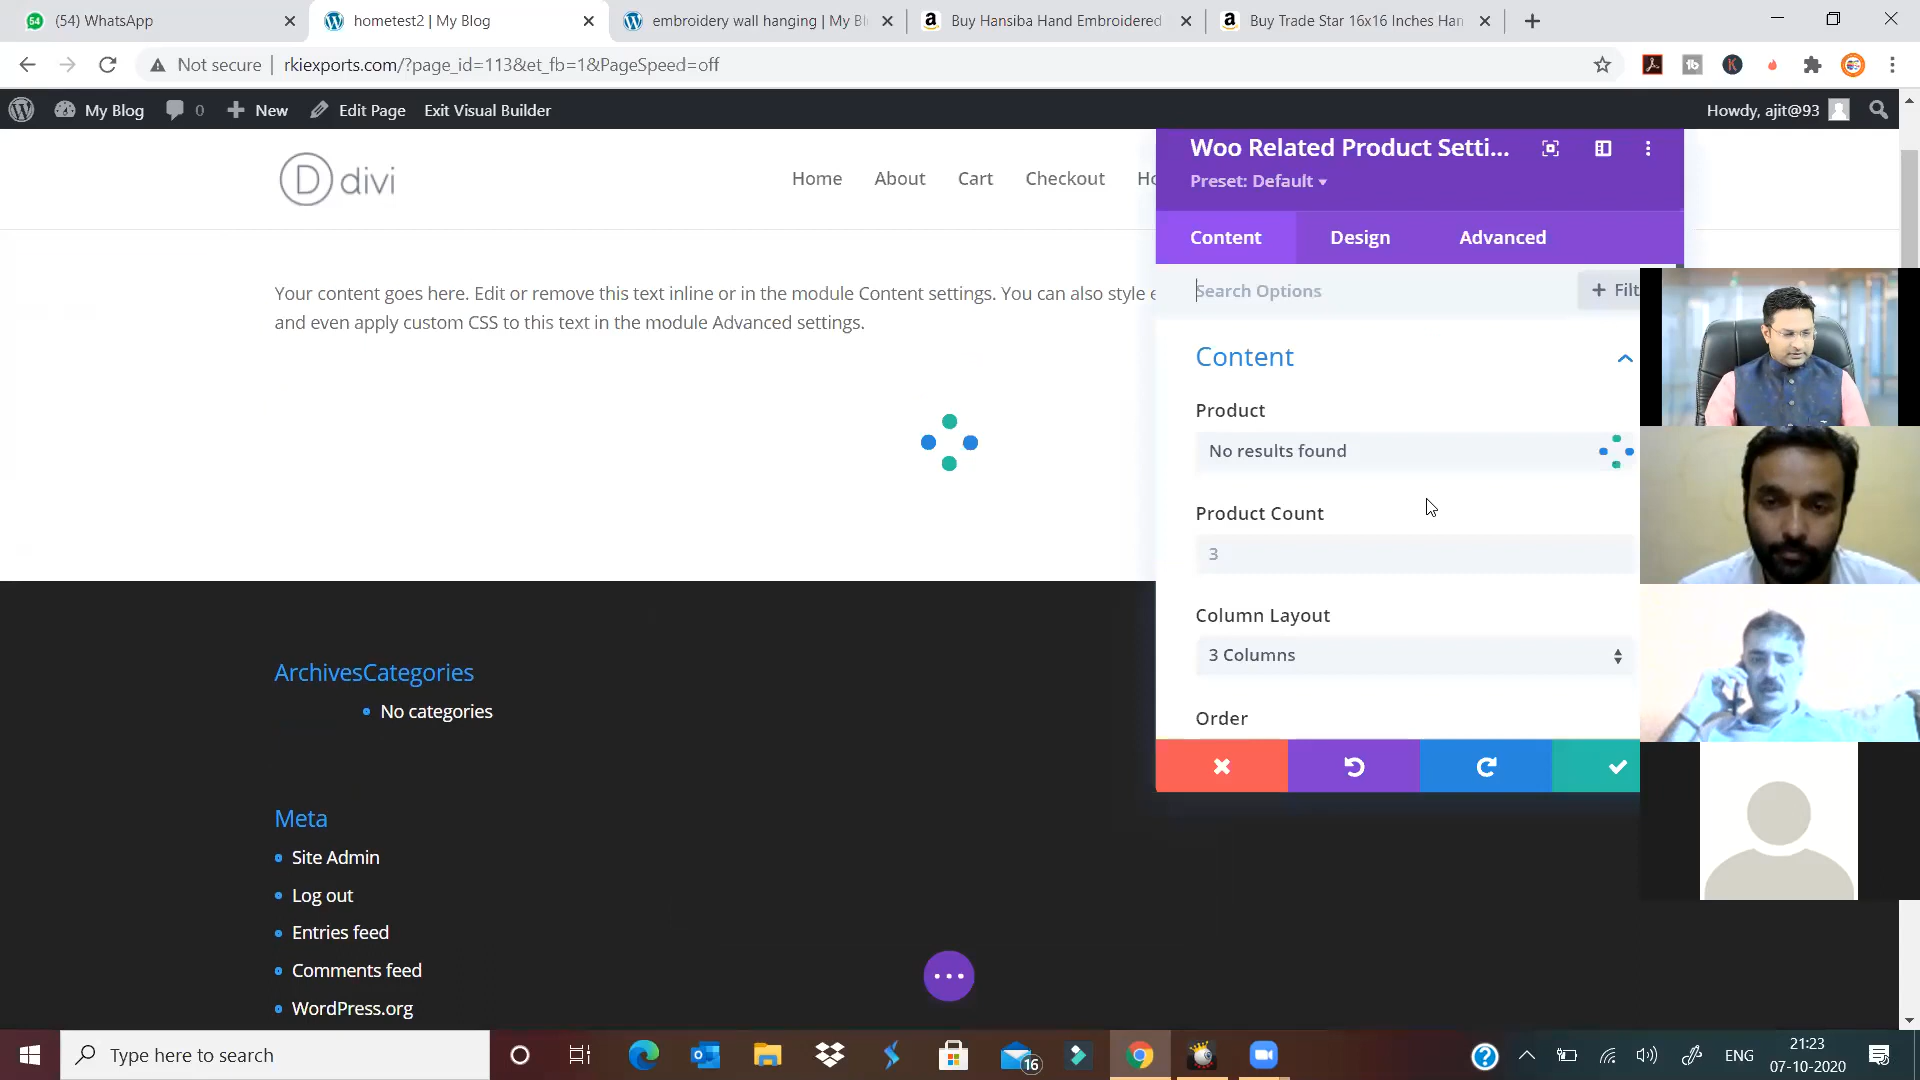 (54) WhatsApp
hometest2 | My Blog
embroidery wall hanging | My Bl
Buy Hansiba Hand Embroidered
Buy Trade Star 16x16 Inches Han
Not secure
rkiexports.com/?page_id=113&et_fb=1&PageSpeed=off
My Blog
0
New
Edit Page
Exit Visual Builder
Howdy, ajit@93
D divi
Home
About
Cart
Checkout
Ho
Woo Related Product Setti...
Preset: Default
Content
Design
Advanced
Search Options
+ Filt
Your content goes here. Edit or remove this text inline or in the module Content settings. You can also style e
and even apply custom CSS to this text in the module Advanced settings.
Content
Product
No results found
Product Count
3
Column Layout
3 Columns
Order
ArchivesCategories
No categories
Meta
Site Admin
Log out
Entries feed
Comments feed
WordPress.org
Type here to search
16
ENG
21:23
07-10-2020